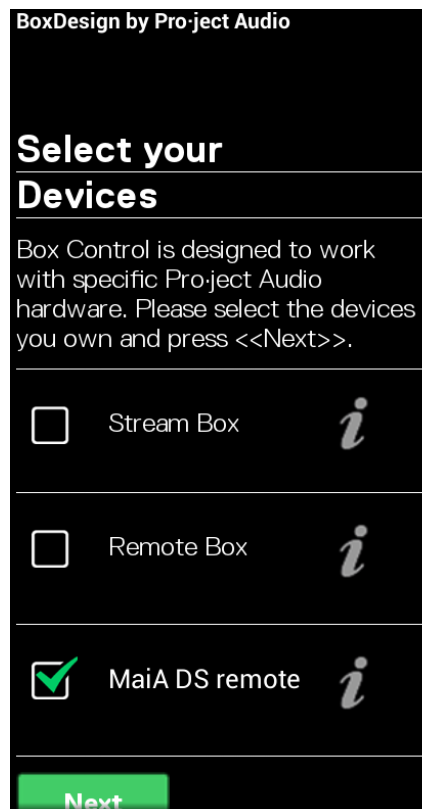 BoxDesign by Pro·ject Audio
Select your
Devices
Box Control is designed to work
with specific Pro·ject Audio
hardware. Please select the devices
you own and press <<Next>>.
Stream Box
Remote Box
MaiA DS remote
Next